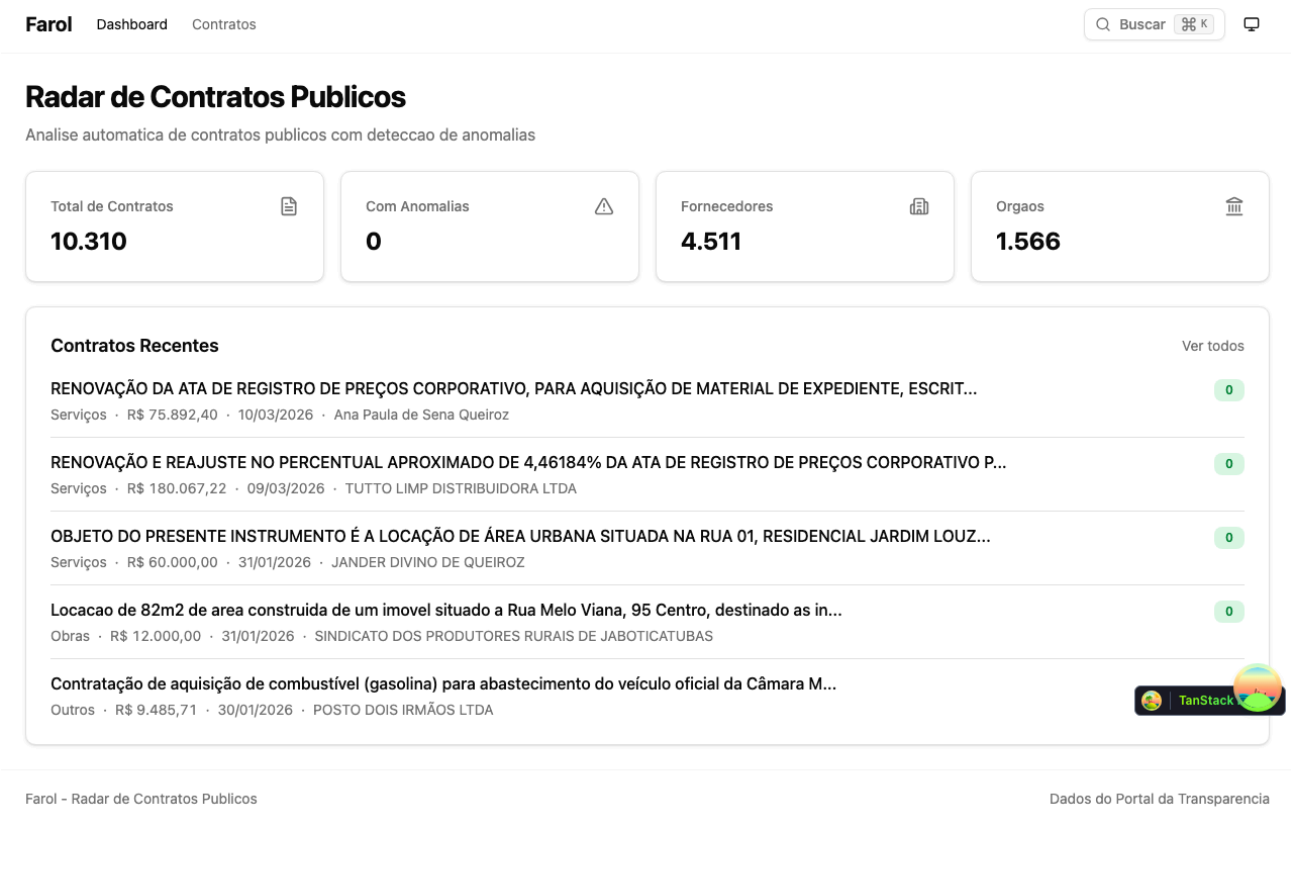 Farol Dashboard Contratos Buscar ⌘ K
Radar de Contratos Publicos
Analise automatica de contratos publicos com deteccao de anomalias
Total de Contratos
10.310
Com Anomalias
0
Fornecedores
4.511
Orgaos
1.566
Contratos Recentes
Ver todos
RENOVAÇÃO DA ATA DE REGISTRO DE PREÇOS CORPORATIVO, PARA AQUISIÇÃO DE MATERIAL DE EXPEDIENTE, ESCRIT...
0
Serviços · R$ 75.892,40 · 10/03/2026 · Ana Paula de Sena Queiroz
RENOVAÇÃO E REAJUSTE NO PERCENTUAL APROXIMADO DE 4,46184% DA ATA DE REGISTRO DE PREÇOS CORPORATIVO P...
0
Serviços · R$ 180.067,22 · 09/03/2026 · TUTTO LIMP DISTRIBUIDORA LTDA
OBJETO DO PRESENTE INSTRUMENTO É A LOCAÇÃO DE ÁREA URBANA SITUADA NA RUA 01, RESIDENCIAL JARDIM LOUZ...
0
Serviços · R$ 60.000,00 · 31/01/2026 · JANDER DIVINO DE QUEIROZ
Locacao de 82m2 de area construida de um imovel situado a Rua Melo Viana, 95 Centro, destinado as in...
0
Obras · R$ 12.000,00 · 31/01/2026 · SINDICATO DOS PRODUTORES RURAIS DE JABOTICATUBAS
Contratação de aquisição de combustível (gasolina) para abastecimento do veículo oficial da Câmara M...
Outros · R$ 9.485,71 · 30/01/2026 · POSTO DOIS IRMÃOS LTDA
TanStack
Farol - Radar de Contratos Publicos
Dados do Portal da Transparencia